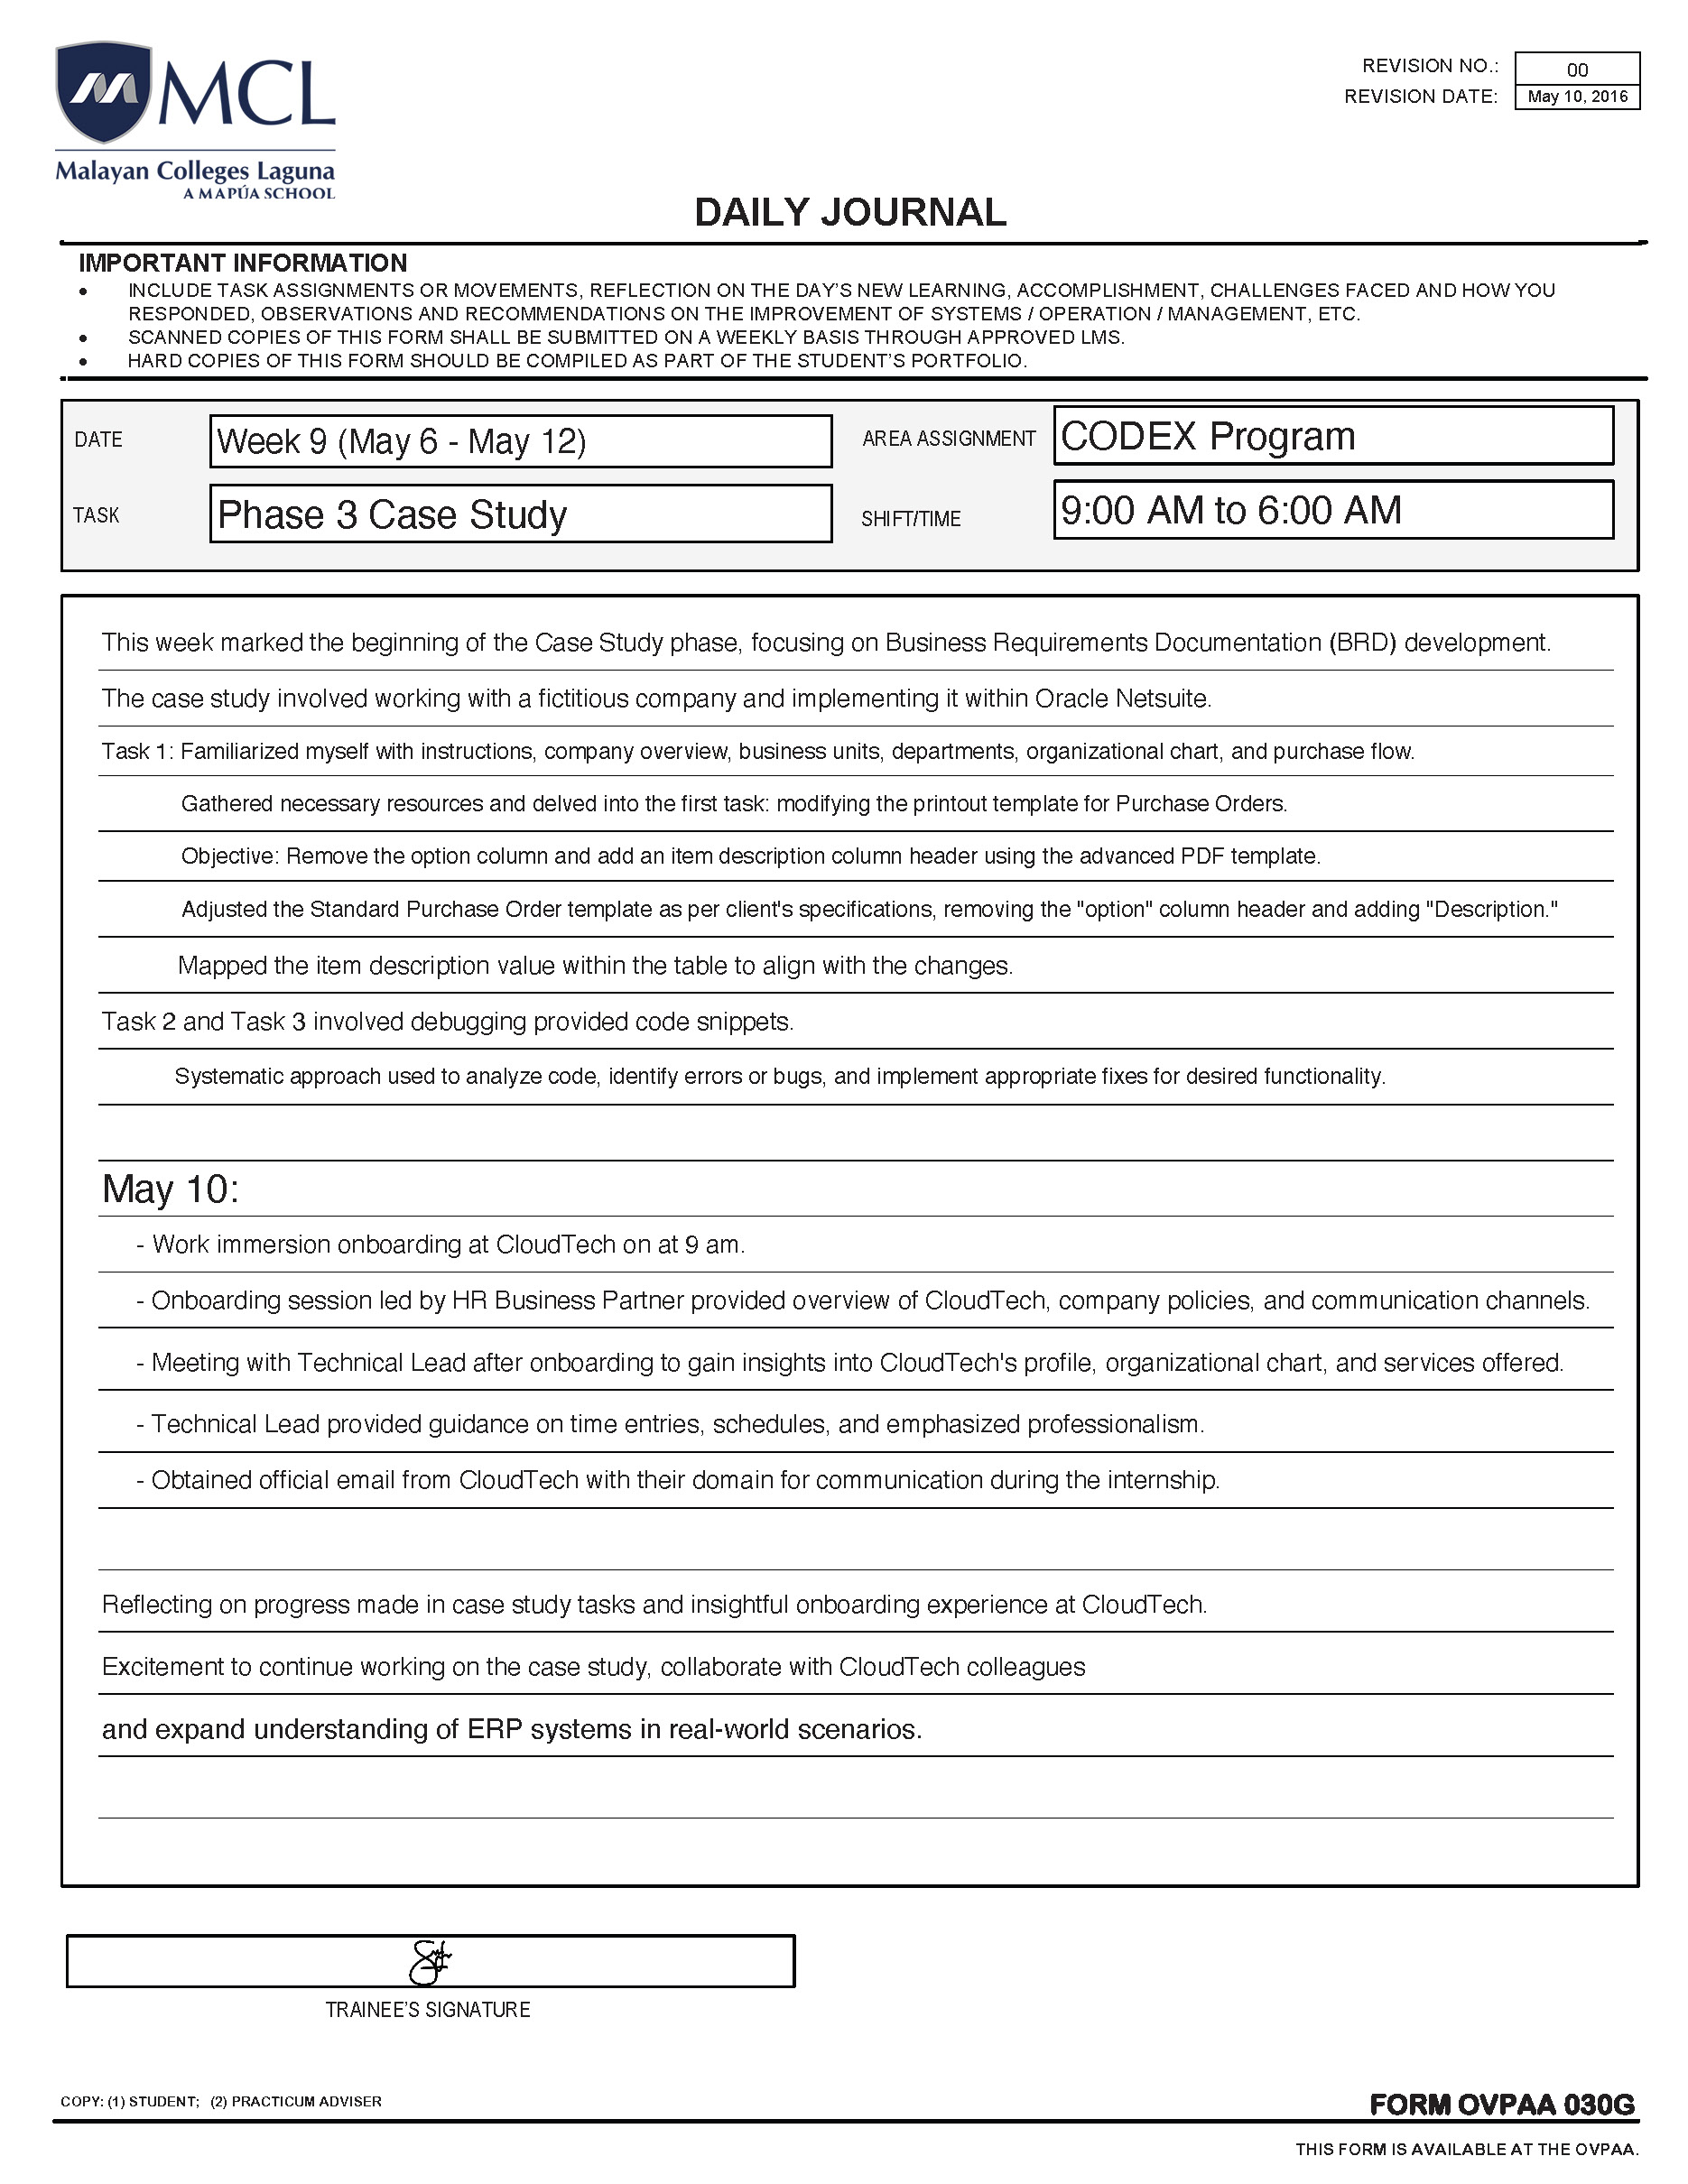 MCL
Malayan Colleges Laguna
A MAPÚA SCHOOL
REVISION NO.: 00
REVISION DATE: May 10, 2016
DAILY JOURNAL
IMPORTANT INFORMATION
• INCLUDE TASK ASSIGNMENTS OR MOVEMENTS, REFLECTION ON THE DAY’S NEW LEARNING, ACCOMPLISHMENT, CHALLENGES FACED AND HOW YOU
RESPONDED, OBSERVATIONS AND RECOMMENDATIONS ON THE IMPROVEMENT OF SYSTEMS / OPERATION / MANAGEMENT, ETC.
• SCANNED COPIES OF THIS FORM SHALL BE SUBMITTED ON A WEEKLY BASIS THROUGH APPROVED LMS.
• HARD COPIES OF THIS FORM SHOULD BE COMPILED AS PART OF THE STUDENT’S PORTFOLIO.
DATE Week 9 (May 6 - May 12) AREA ASSIGNMENT CODEX Program
TASK Phase 3 Case Study SHIFT/TIME 9:00 AM to 6:00 AM
This week marked the beginning of the Case Study phase, focusing on Business Requirements Documentation (BRD) development.
The case study involved working with a fictitious company and implementing it within Oracle Netsuite.
Task 1: Familiarized myself with instructions, company overview, business units, departments, organizational chart, and purchase flow.
Gathered necessary resources and delved into the first task: modifying the printout template for Purchase Orders.
Objective: Remove the option column and add an item description column header using the advanced PDF template.
Adjusted the Standard Purchase Order template as per client's specifications, removing the "option" column header and adding "Description."
Mapped the item description value within the table to align with the changes.
Task 2 and Task 3 involved debugging provided code snippets.
Systematic approach used to analyze code, identify errors or bugs, and implement appropriate fixes for desired functionality.
May 10:
- Work immersion onboarding at CloudTech on at 9 am.
- Onboarding session led by HR Business Partner provided overview of CloudTech, company policies, and communication channels.
- Meeting with Technical Lead after onboarding to gain insights into CloudTech's profile, organizational chart, and services offered.
- Technical Lead provided guidance on time entries, schedules, and emphasized professionalism.
- Obtained official email from CloudTech with their domain for communication during the internship.
Reflecting on progress made in case study tasks and insightful onboarding experience at CloudTech.
Excitement to continue working on the case study, collaborate with CloudTech colleagues
and expand understanding of ERP systems in real-world scenarios.
TRAINEE’S SIGNATURE
COPY: (1) STUDENT; (2) PRACTICUM ADVISER
FORM OVPAA 030G
THIS FORM IS AVAILABLE AT THE OVPAA.